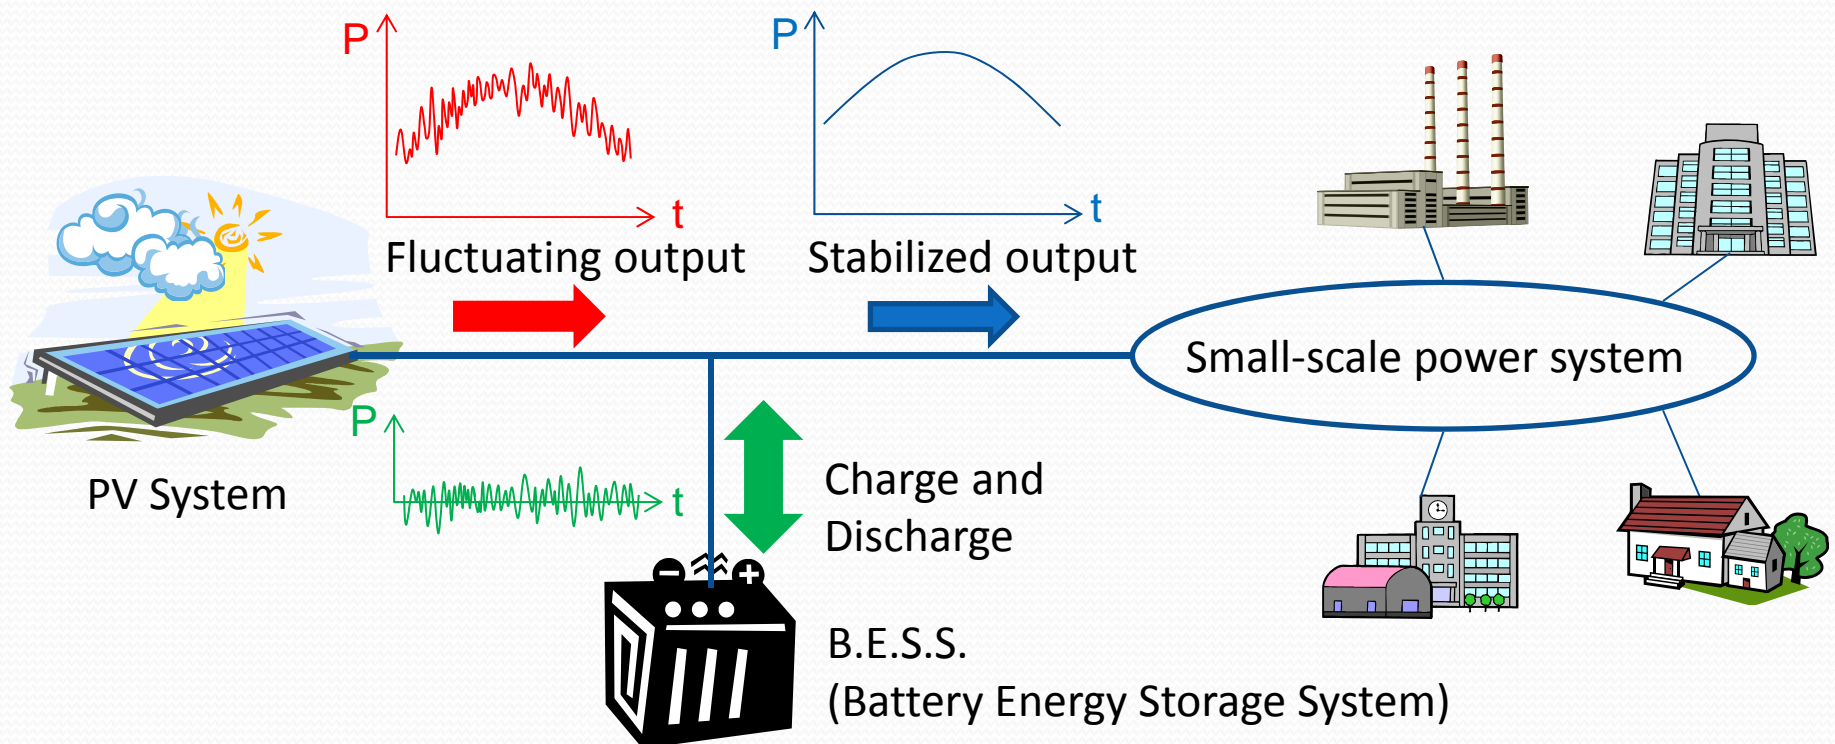 P
t
Fluctuating output
P
t
Stabilized output
Small-scale power system
PV System
P
t
Charge and
Discharge
B.E.S.S.
(Battery Energy Storage System)